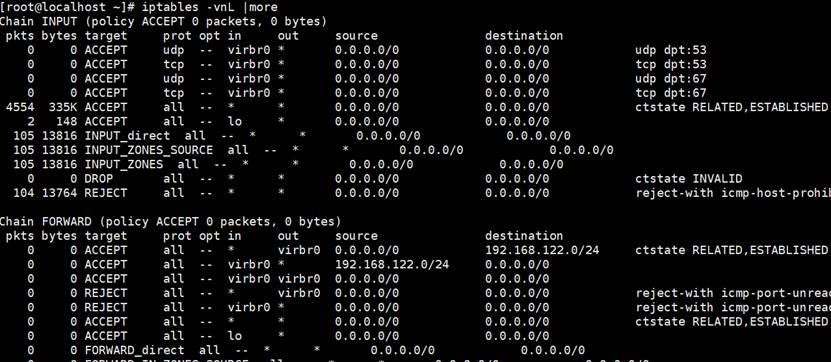 [root@localhost ~]# iptables -vnL |more
Chain INPUT (policy ACCEPT 0 packets, 0 bytes)
pkts bytes target prot opt in out source destination
0 0 ACCEPT udp -- virbr0 * 0.0.0.0/0 0.0.0.0/0 udp dpt:53
0 0 ACCEPT tcp -- virbr0 * 0.0.0.0/0 0.0.0.0/0 tcp dpt:53
0 0 ACCEPT udp -- virbr0 * 0.0.0.0/0 0.0.0.0/0 udp dpt:67
0 0 ACCEPT tcp -- virbr0 * 0.0.0.0/0 0.0.0.0/0 tcp dpt:67
4554 335K ACCEPT all -- * * 0.0.0.0/0 0.0.0.0/0 ctstate RELATED,ESTABLISHED
2 148 ACCEPT all -- lo * 0.0.0.0/0 0.0.0.0/0
105 13816 INPUT_direct all -- * * 0.0.0.0/0 0.0.0.0/0
105 13816 INPUT_ZONES_SOURCE all -- * * 0.0.0.0/0 0.0.0.0/0
105 13816 INPUT_ZONES all -- * * 0.0.0.0/0 0.0.0.0/0
0 0 DROP all -- * * 0.0.0.0/0 0.0.0.0/0 ctstate INVALID
104 13764 REJECT all -- * * 0.0.0.0/0 0.0.0.0/0 reject-with icmp-host-prohib
Chain FORWARD (policy ACCEPT 0 packets, 0 bytes)
pkts bytes target prot opt in out source destination
0 0 ACCEPT all -- * virbr0 0.0.0.0/0 192.168.122.0/24 ctstate RELATED,ESTABLISHED
0 0 ACCEPT all -- virbr0 * 192.168.122.0/24 0.0.0.0/0
0 0 ACCEPT all -- virbr0 virbr0 0.0.0.0/0 0.0.0.0/0
0 0 REJECT all -- * virbr0 0.0.0.0/0 0.0.0.0/0 reject-with icmp-port-unreac
0 0 REJECT all -- virbr0 * 0.0.0.0/0 0.0.0.0/0 reject-with icmp-port-unreac
0 0 ACCEPT all -- * * 0.0.0.0/0 0.0.0.0/0 ctstate RELATED,ESTABLISHED
0 0 ACCEPT all -- lo * 0.0.0.0/0 0.0.0.0/0
0 0 FORWARD_direct all -- * * 0.0.0.0/0 0.0.0.0/0